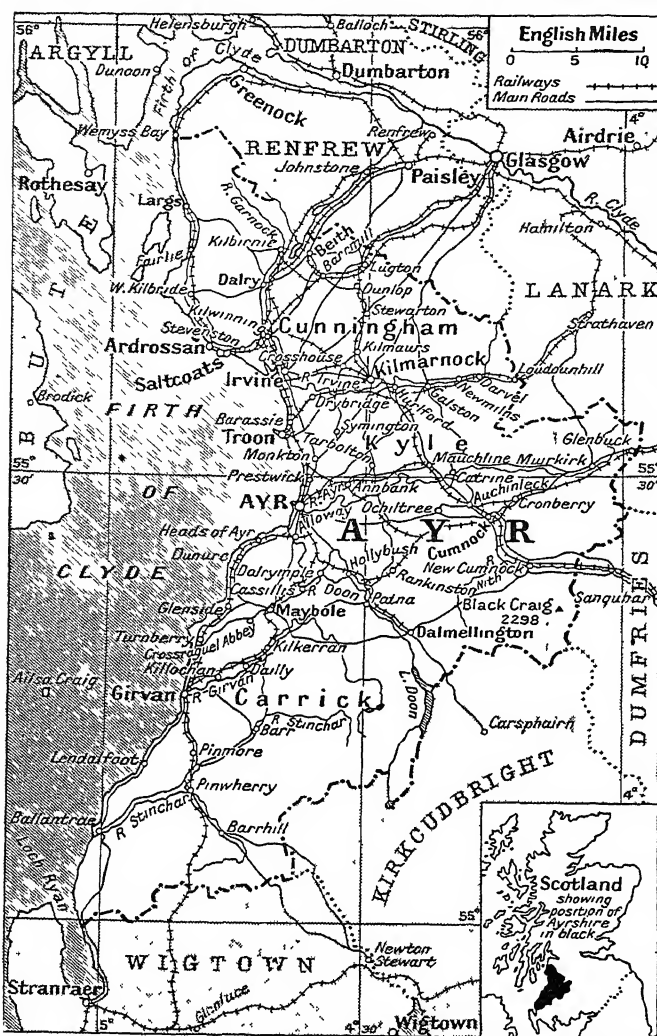 56°
Helensburgh
Balloch
STIRLING
56°
English Miles
0 5 10
Railways
Main Roads
ARGYLL
Dunoon
Firth of Clyde
DUMBARTON
Dumbarton
Greenock
4°
Wemyss Bay
Renfrew
Airdrie
RENFREW
Glasgow
Johnstone
Paisley
Rothesay
R. Clyde
Largs
R. Garnock
Hamilton
Kilbirnie
Beith
Barrmill
Fairlie
Lugton
Dalry
LANARK
W. Kilbride
Dunlop
Stewarton
Kilwinning
Cunningham
Strathaven
Stevenston
Kilmaurs
Ardrossan
Crosshouse
Kilmarnock
Saltcoats
Irvine
R. Irvine
Loudounhill
Darvel
Newmilns
Galston
Hurlford
Brodick
BUTE
FIRTH
Drybridge
Barassie
Symington
Troon
Tarbolton
Kyle
Glenbuck
Monkton
Mauchline
Muirkirk
55°
30'
55°
30'
Prestwick
Catrine
OF
Annbank
Auchinleck
AYR
R. Ayr
Ochiltree
Cronberry
Alloway
AYR
Heads of Ayr
Cumnock
Dunure
Hollybush
CLYDE
Dalrymple
New Cumnock
Cassillis
R Doon
Rankinston
R Nith
Patna
Glenside
Maybole
Black Craig
2298
Sanquhar
Turnberry
Crossraguel Abbey
Dalmellington
DUMFRIES
Kilkerran
Killochan
Dailly
Ailsa Craig
R Girvan
Girvan
Carrick
L. Doon
R Stinchar
Barr
Carsphairn
Lendalfoot
Pinmore
4°
Pinwherry
KIRKCUDBRIGHT
Ballantrae
R Stinchar
Barrhill
Loch Ryan
Scotland
showing
position of
Ayrshire
in black
55°
55°
WIGTOWN
Newton
Stewart
Stranraer
Glenluce
5°
4° 30'
Wigtown